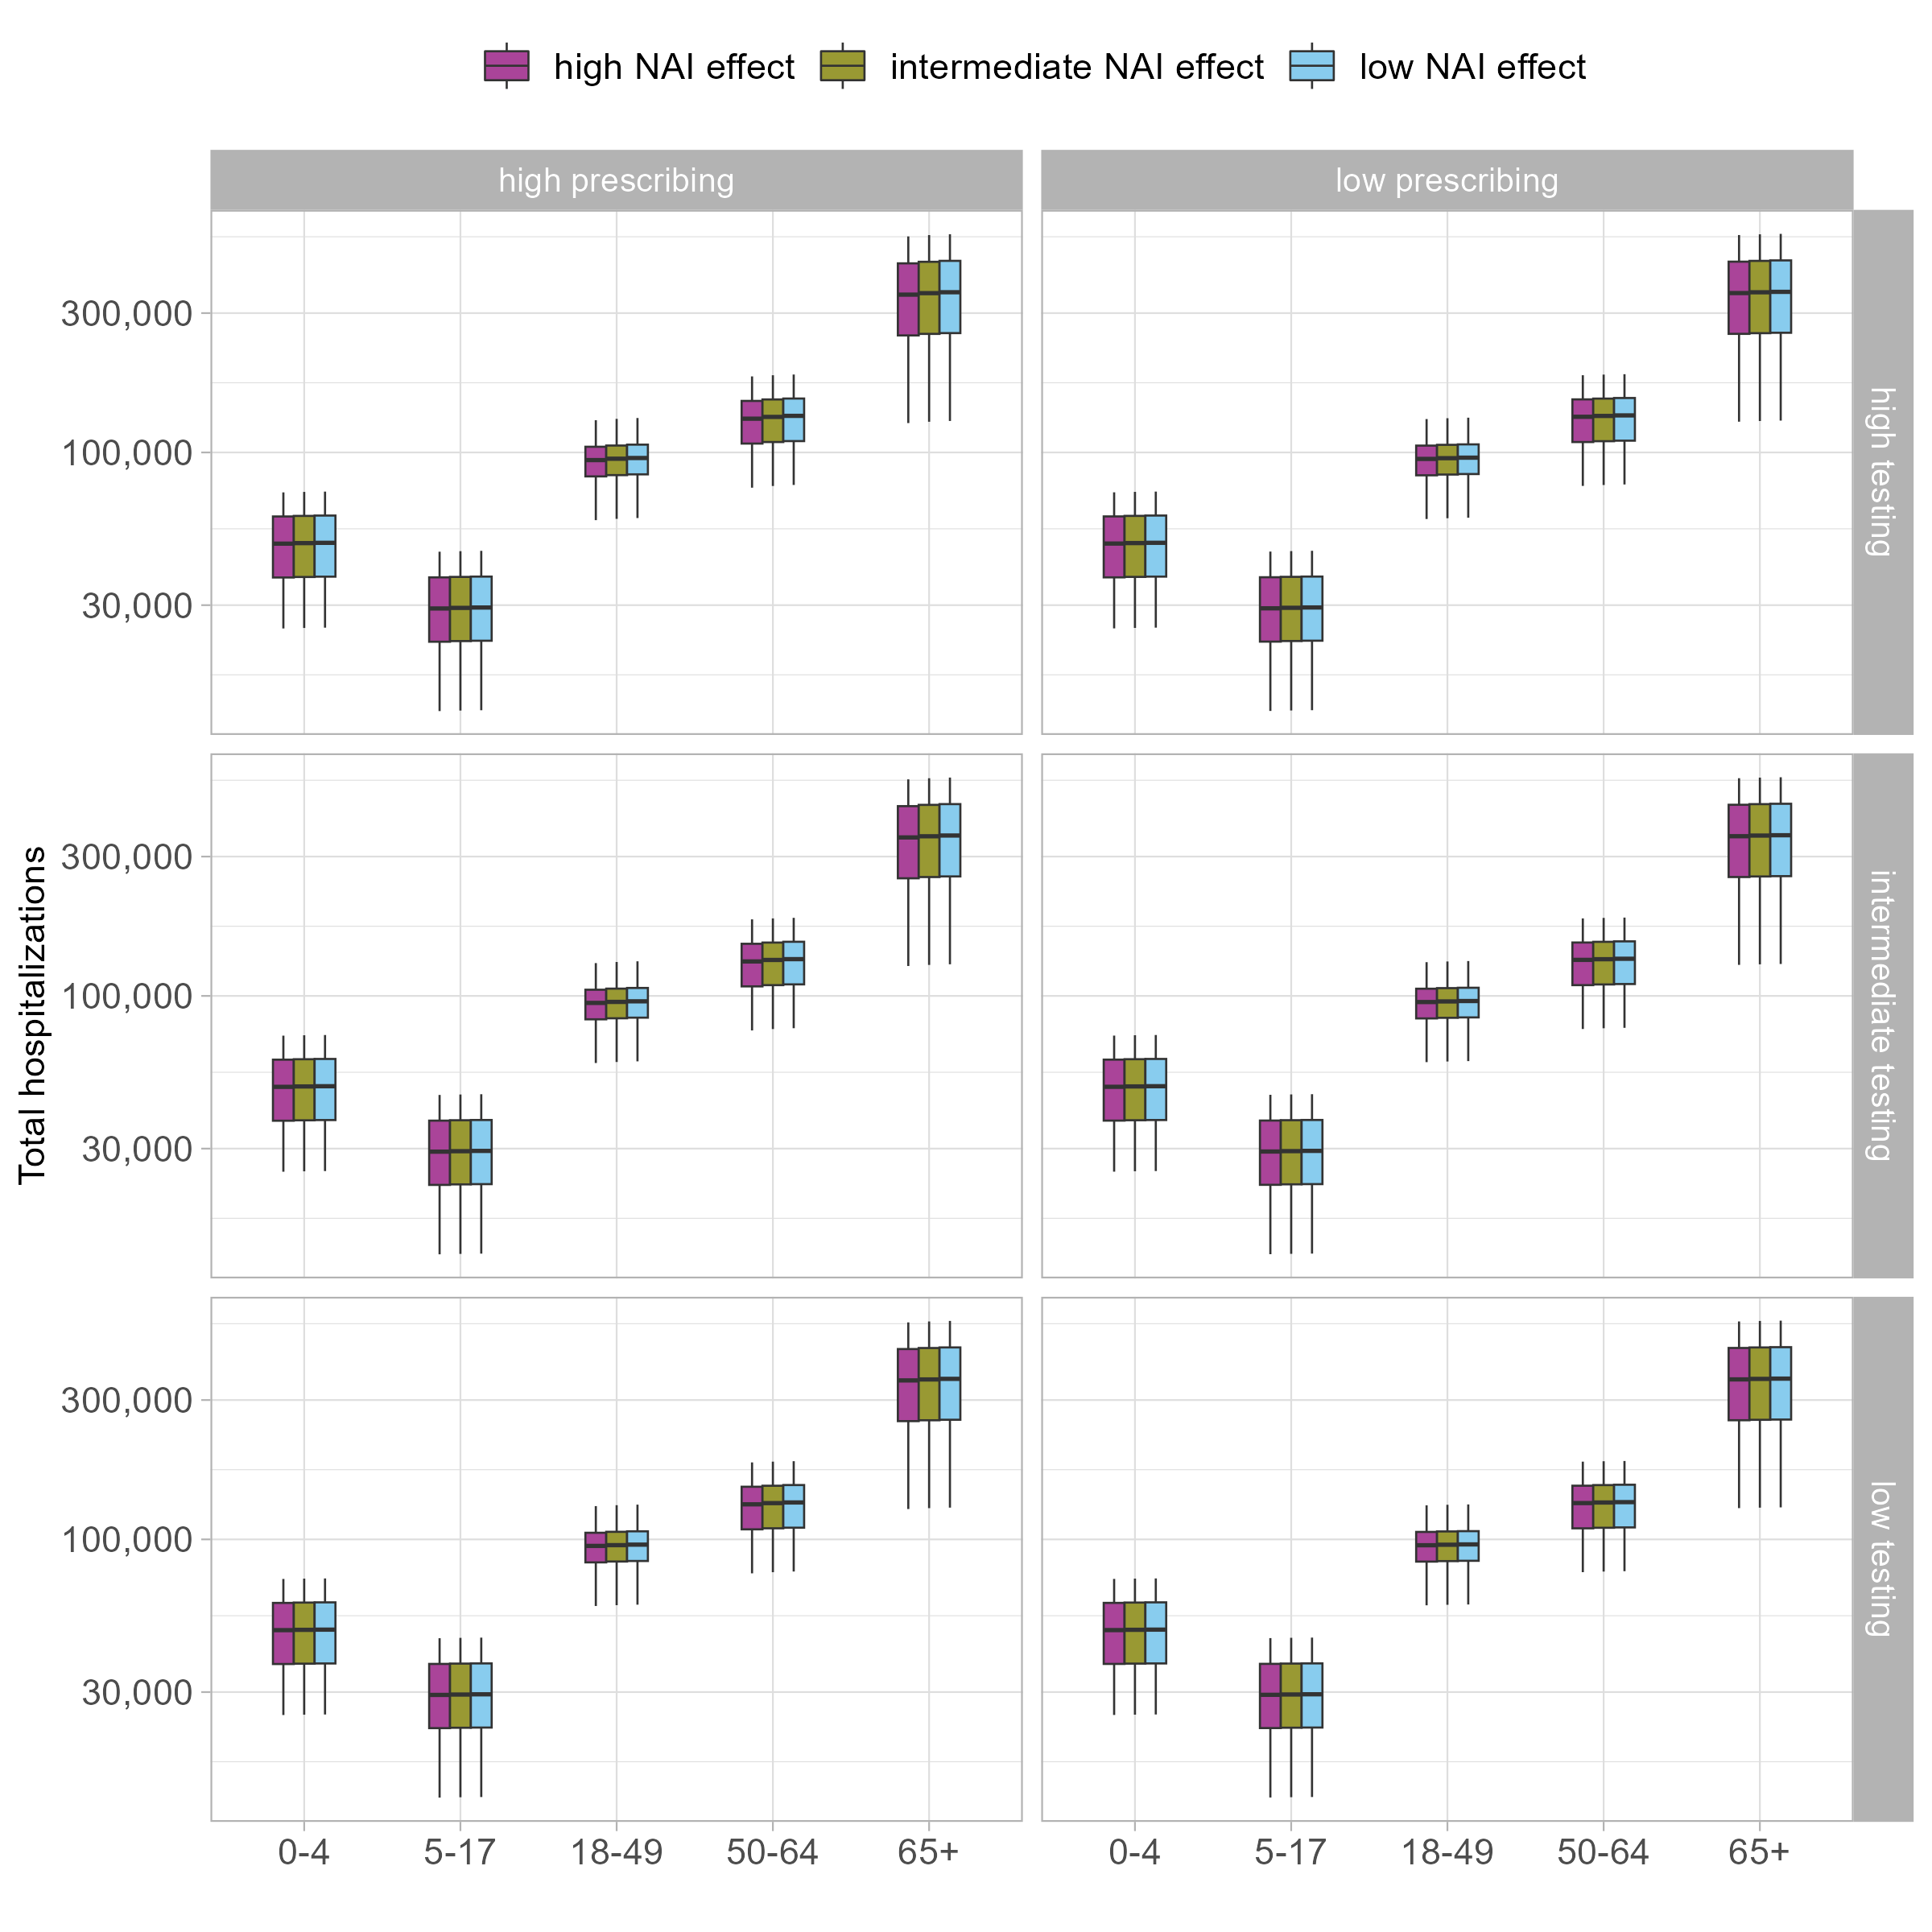 high NAI effect intermediate NAI effect low NAI effect
high prescribing low prescribing
300,000
100,000
30,000
high testing
Total hospitalizations
300,000
100,000
30,000
intermediate testing
300,000
100,000
30,000
low testing
0-4 5-17 18-49 50-64 65+ 0-4 5-17 18-49 50-64 65+